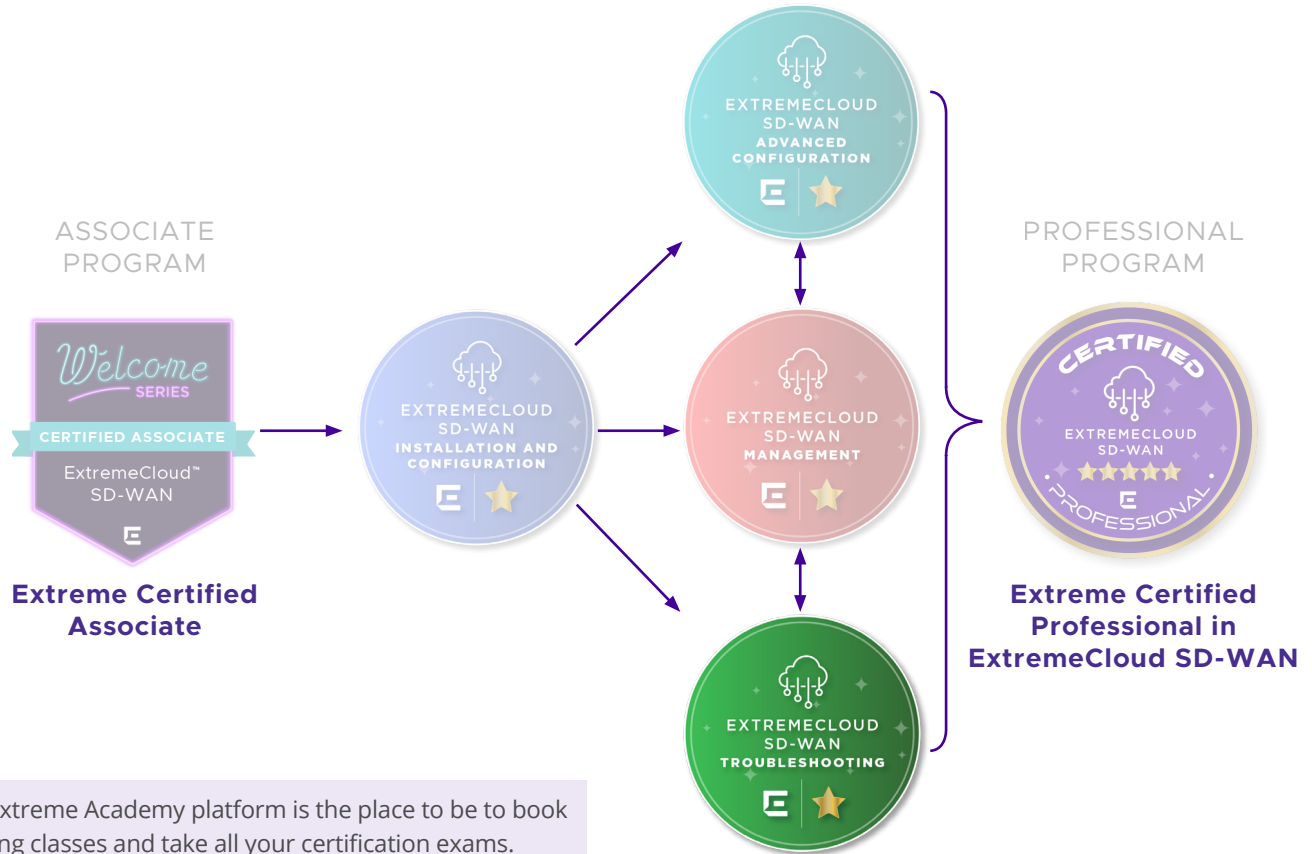 ASSOCIATE
PROGRAM
Welcome
SERIES
CERTIFIED ASSOCIATE
ExtremeCloud™
SD-WAN
Extreme Certified
Associate
EXTREMECLOUD
SD-WAN
INSTALLATION AND
CONFIGURATION
EXTREMECLOUD
SD-WAN
ADVANCED
CONFIGURATION
EXTREMECLOUD
SD-WAN
MANAGEMENT
EXTREMECLOUD
SD-WAN
TROUBLESHOOTING
PROFESSIONAL
PROGRAM
CERTIFIED
EXTREMECLOUD
SD-WAN
PROFESSIONAL
Extreme Certified
Professional in
ExtremeCloud SD-WAN
xtreme Academy platform is the place to be to book
ng classes and take all your certification exams.